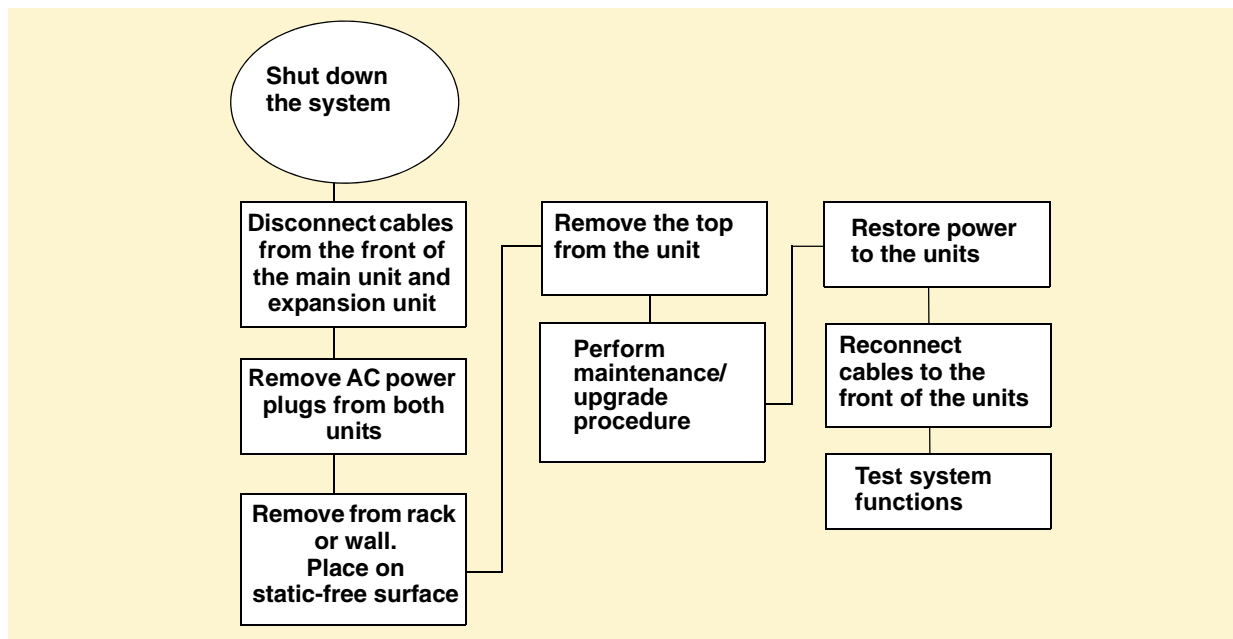 Shut down
the system
Disconnect cables
from the front of
the main unit and
expansion unit
Remove AC power
plugs from both
units
Remove from rack
or wall.
Place on
static-free surface
Remove the top
from the unit
Perform
maintenance/
upgrade
procedure
Restore power
to the units
Reconnect
cables to the
front of the units
Test system
functions